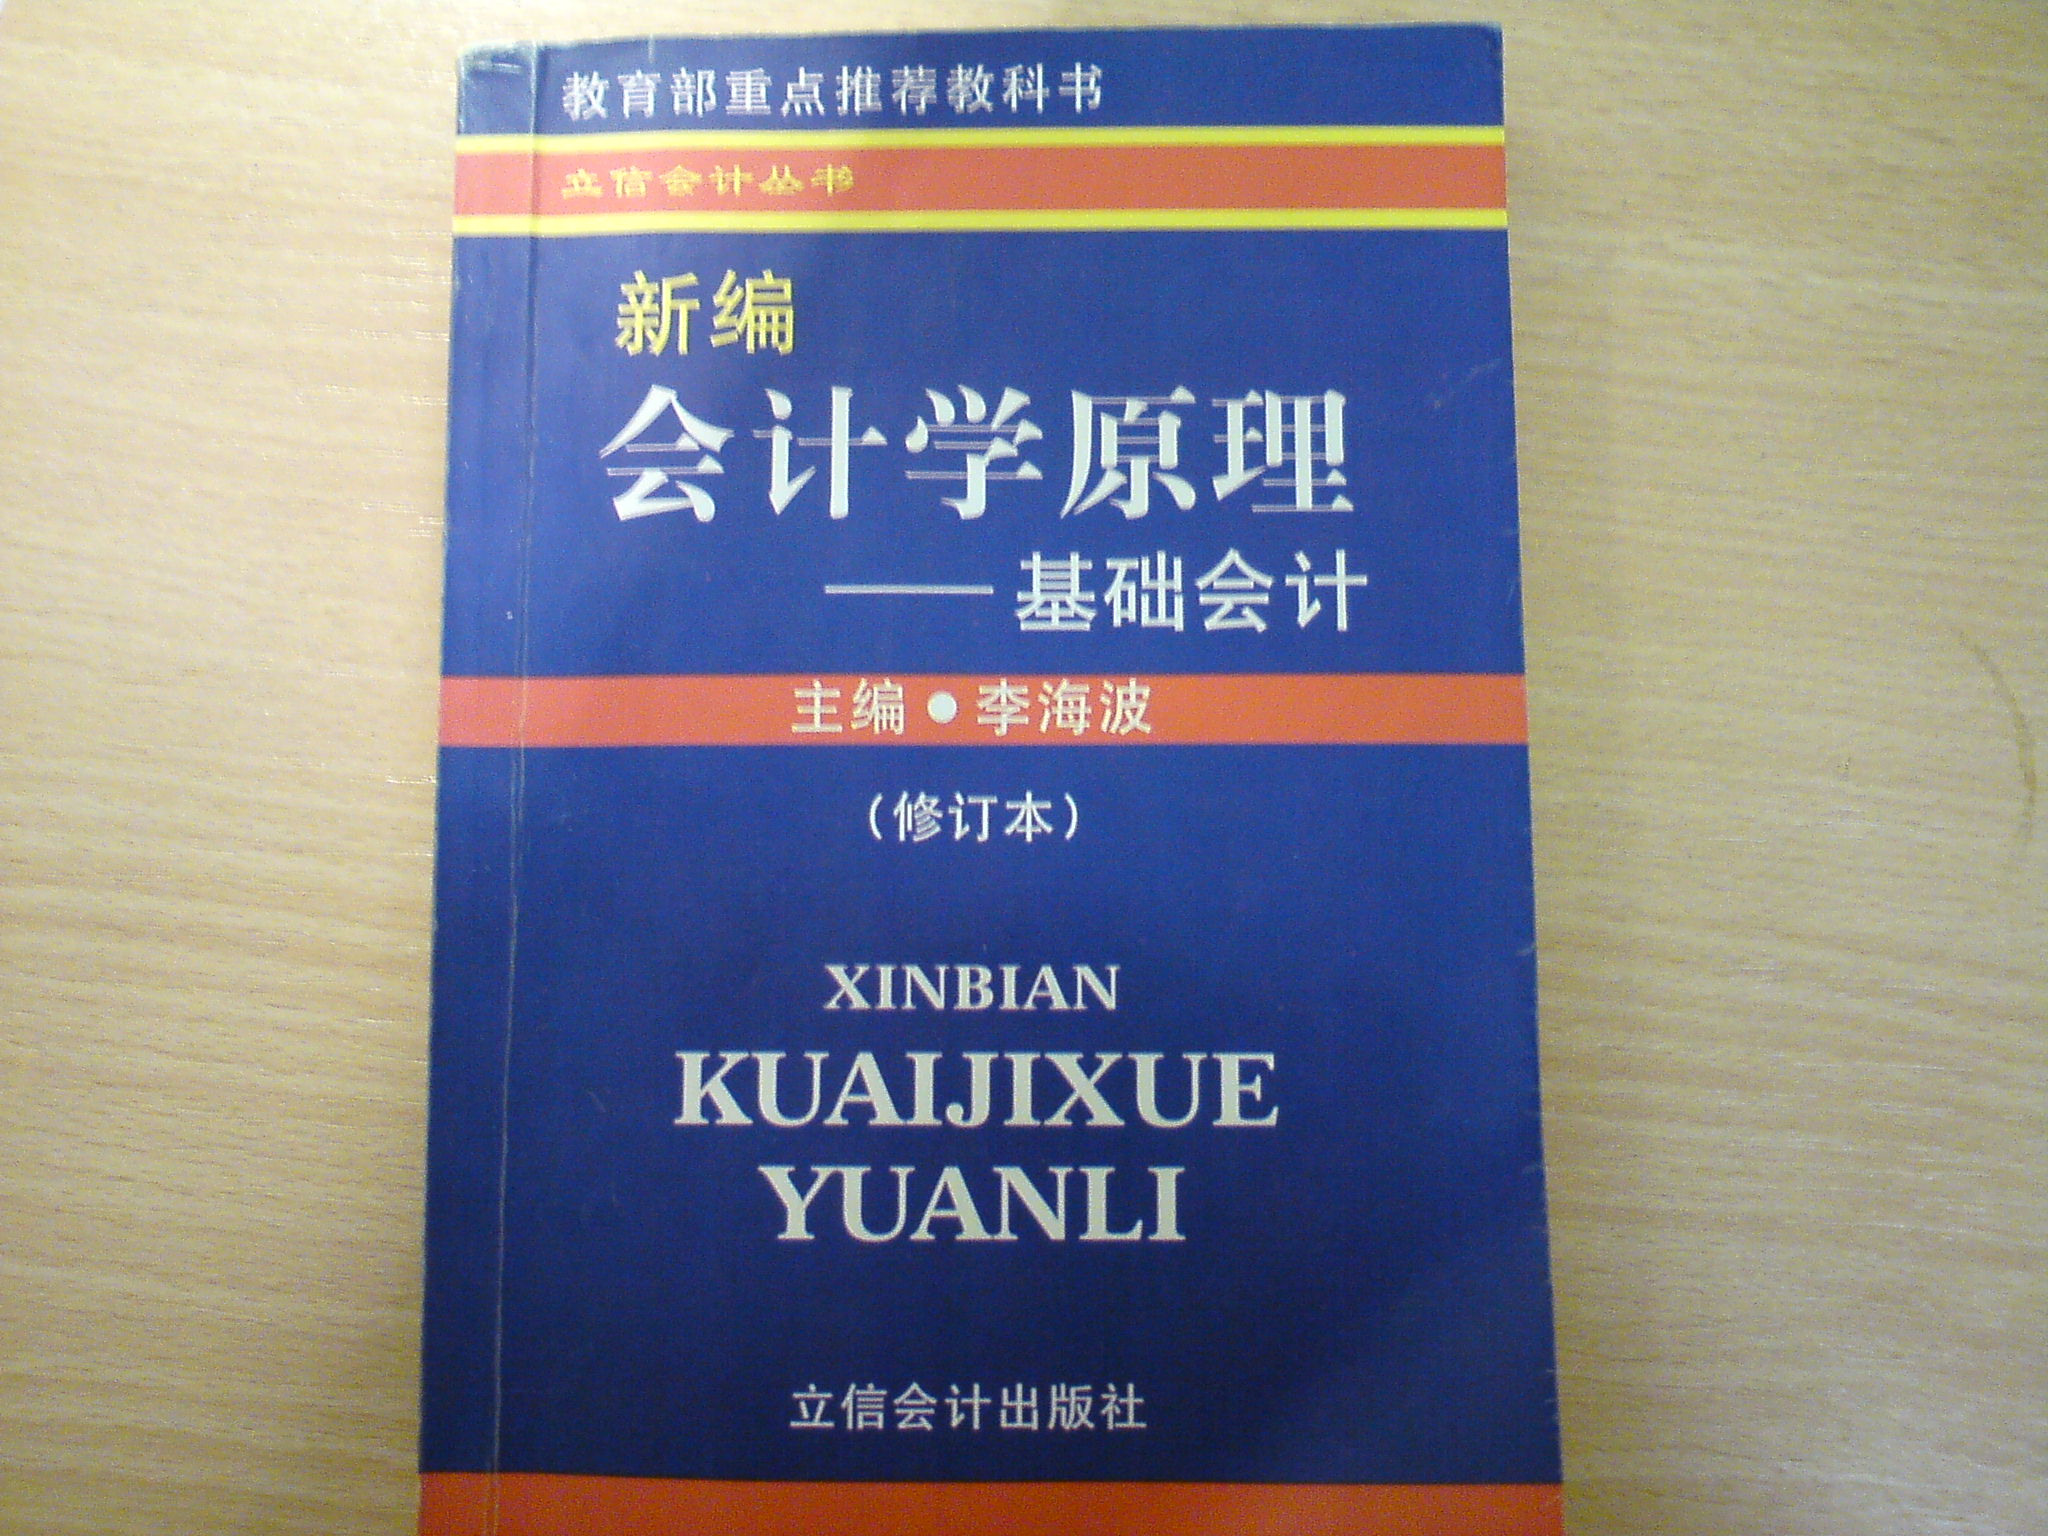 教育部重点推荐教科书
立信会计丛书
新编
会计学原理
——基础会计
主编●李海波
（修订本）
XINBIAN
KUAIJIXUE
YUANLI
立信会计出版社